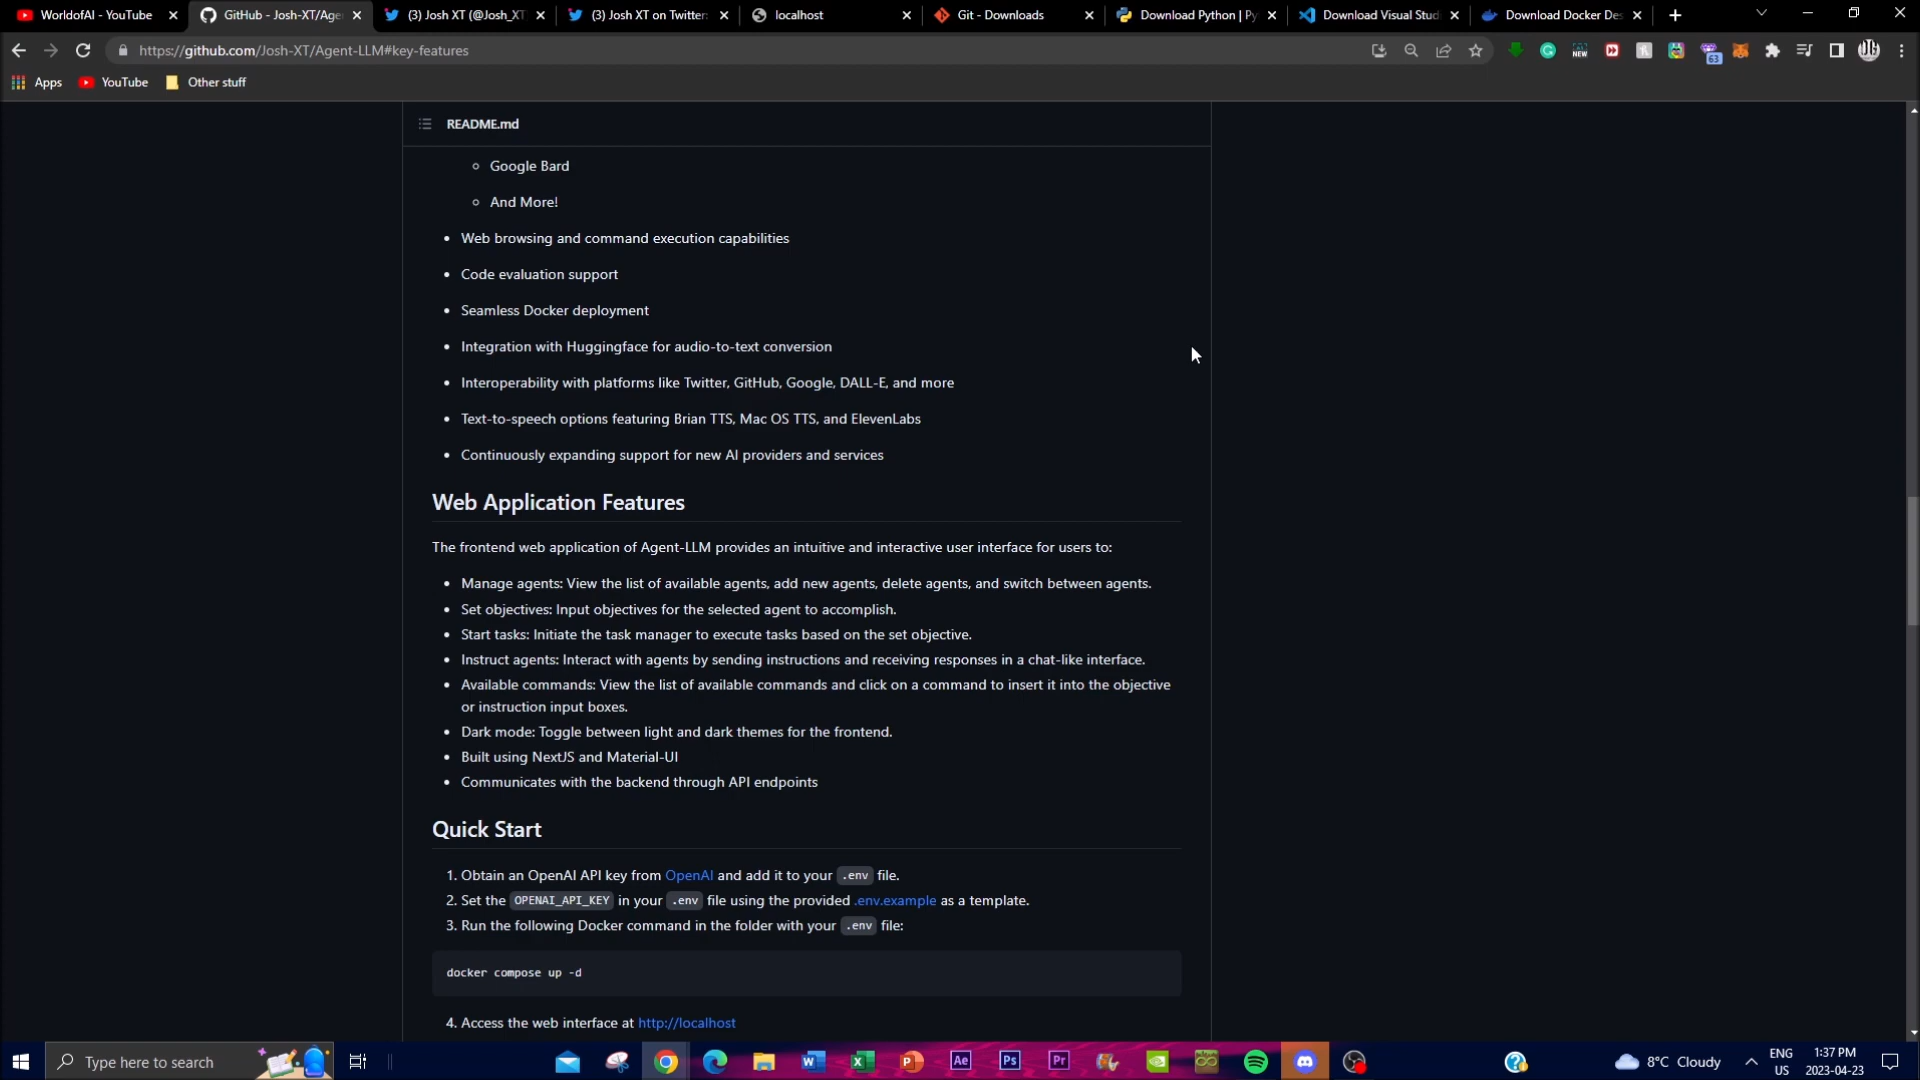 WorldofAI - YouTube
GitHub - Josh-XT/Age
(3) Josh XT (@Josh_XT
(3) Josh XT on Twitter:
localhost
Git - Downloads
Download Python | Py
Download Visual Stud
Download Docker Des
https://github.com/Josh-XT/Agent-LLM#key-features
NEW
63
Apps
YouTube
Other stuff
README.md
Google Bard
And More!
Web browsing and command execution capabilities
Code evaluation support
Seamless Docker deployment
Integration with Huggingface for audio-to-text conversion
Interoperability with platforms like Twitter, GitHub, Google, DALL-E, and more
Text-to-speech options featuring Brian TTS, Mac OS TTS, and ElevenLabs
Continuously expanding support for new AI providers and services
Web Application Features
The frontend web application of Agent-LLM provides an intuitive and interactive user interface for users to:
Manage agents: View the list of available agents, add new agents, delete agents, and switch between agents.
Set objectives: Input objectives for the selected agent to accomplish.
Start tasks: Initiate the task manager to execute tasks based on the set objective.
Instruct agents: Interact with agents by sending instructions and receiving responses in a chat-like interface.
Available commands: View the list of available commands and click on a command to insert it into the objective
or instruction input boxes.
Dark mode: Toggle between light and dark themes for the frontend.
Built using NextJS and Material-UI
Communicates with the backend through API endpoints
Quick Start
1. Obtain an OpenAI API key from OpenAI and add it to your .env file.
2. Set the OPENAI_API_KEY in your .env file using the provided .env.example as a template.
3. Run the following Docker command in the folder with your .env file:
docker compose up -d
4. Access the web interface at http://localhost
Type here to search
Ae
Ps
Pr
8°C Cloudy
ENG
US
1:37 PM
2023-04-23